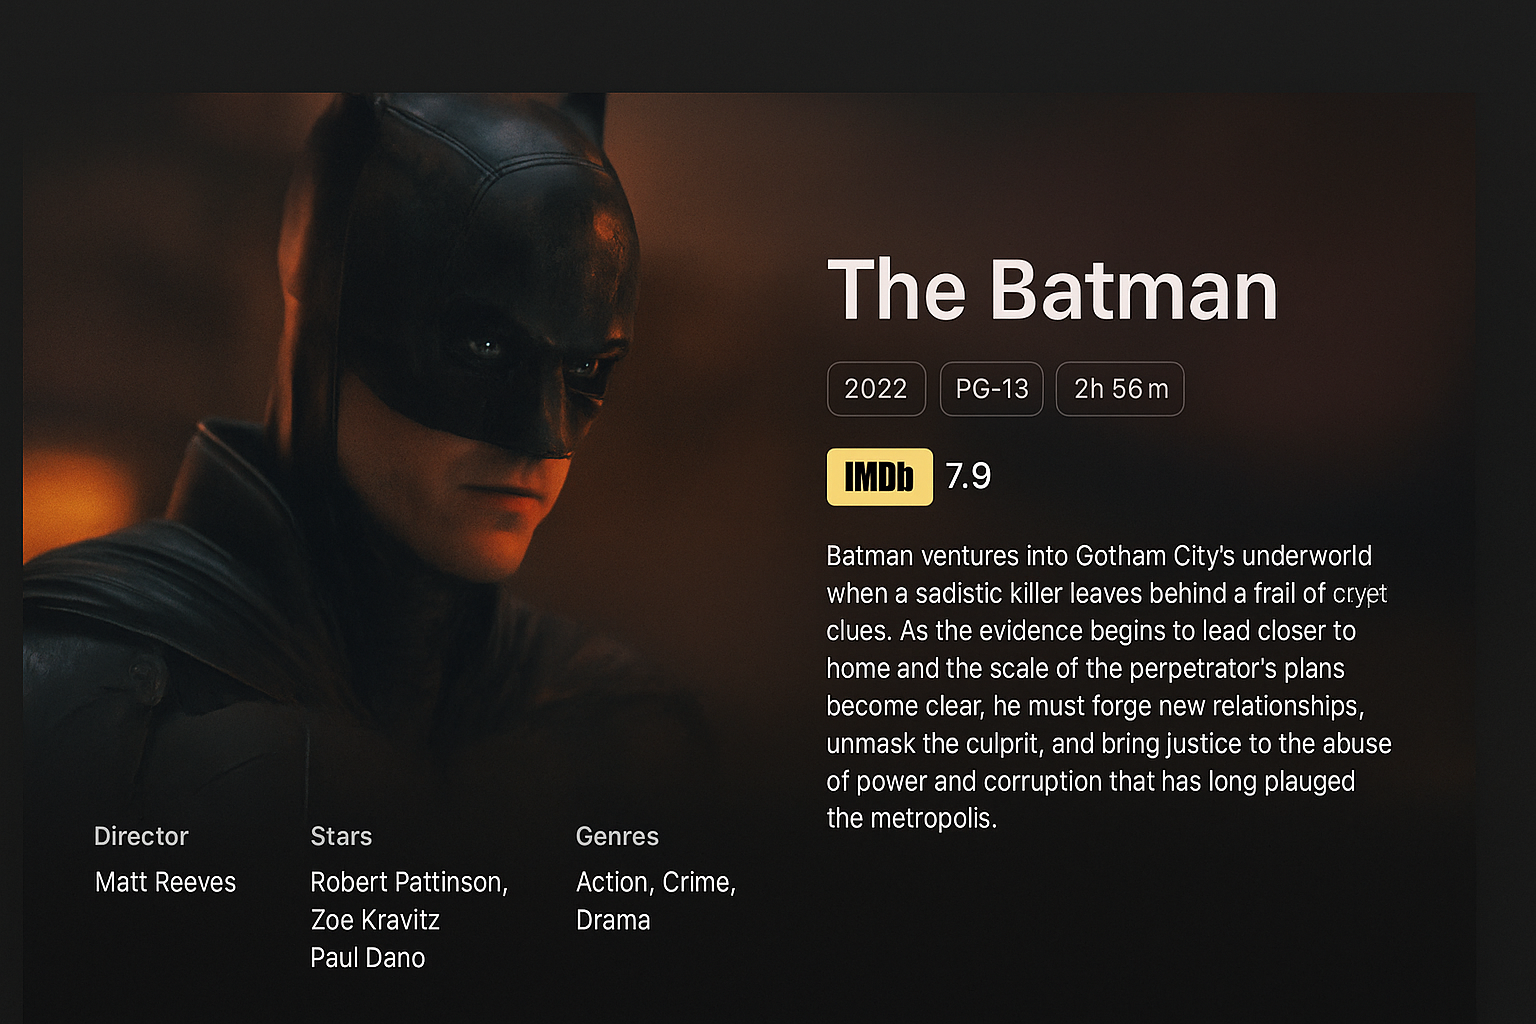 The Batman
2022 PG-13 2h 56m
IMDb 7.9
Batman ventures into Gotham City's underworld
when a sadistic killer leaves behind a frail of cryet
clues. As the evidence begins to lead closer to
home and the scale of the perpetrator's plans
become clear, he must forge new relationships,
unmask the culprit, and bring justice to the abuse
of power and corruption that has long plauged
the metropolis.
Director
Matt Reeves
Stars
Robert Pattinson,
Zoe Kravitz
Paul Dano
Genres
Action, Crime,
Drama